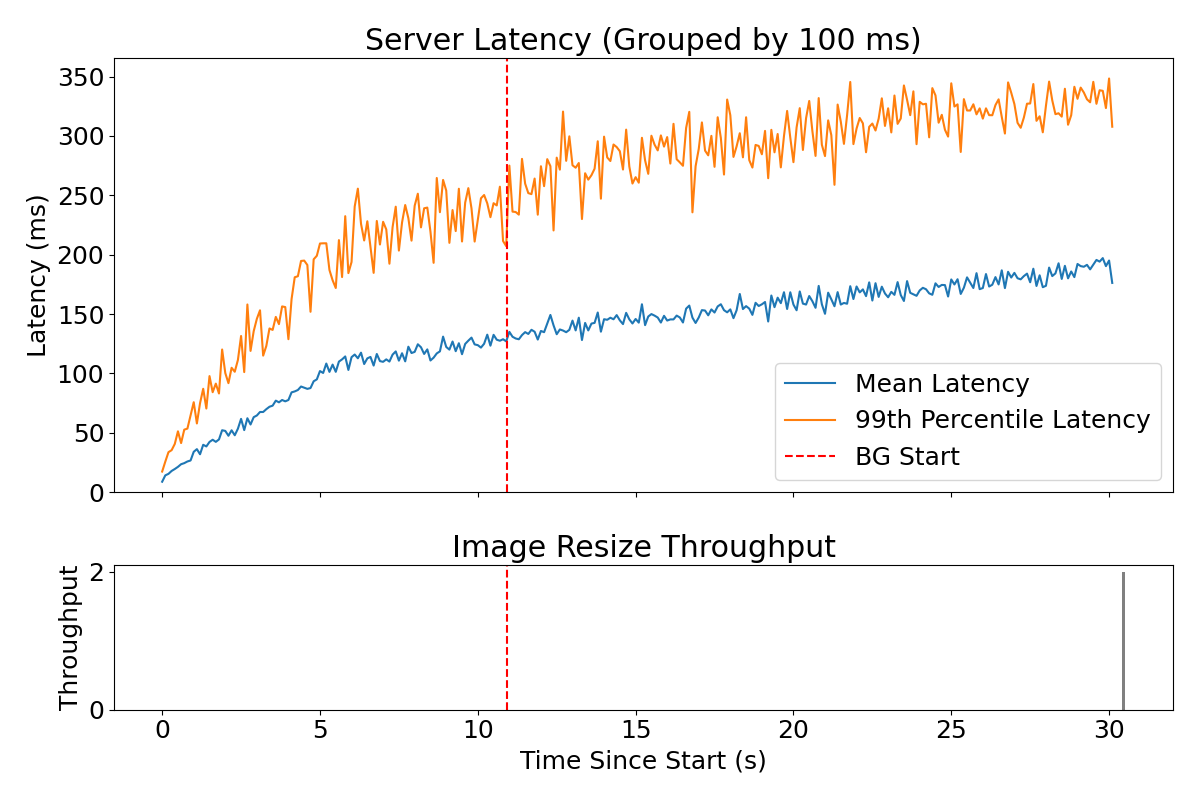 Server Latency (Grouped by 100 ms)
350
300
250
200
150
100
50
0
Latency (ms)
Mean Latency
99th Percentile Latency
BG Start
Image Resize Throughput
2
0
Throughput
0 5 10 15 20 25 30
Time Since Start (s)